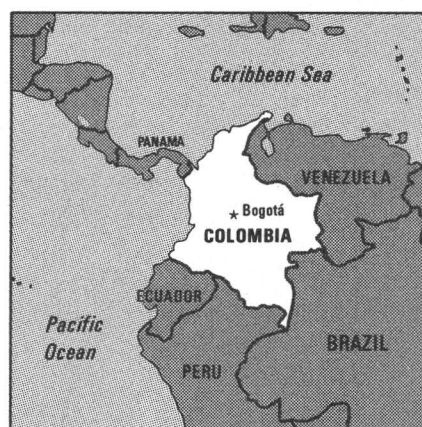 Caribbean Sea
PANAMA
VENEZUELA
Bogotá
COLOMBIA
ECUADOR
Pacific
Ocean
BRAZIL
PERU